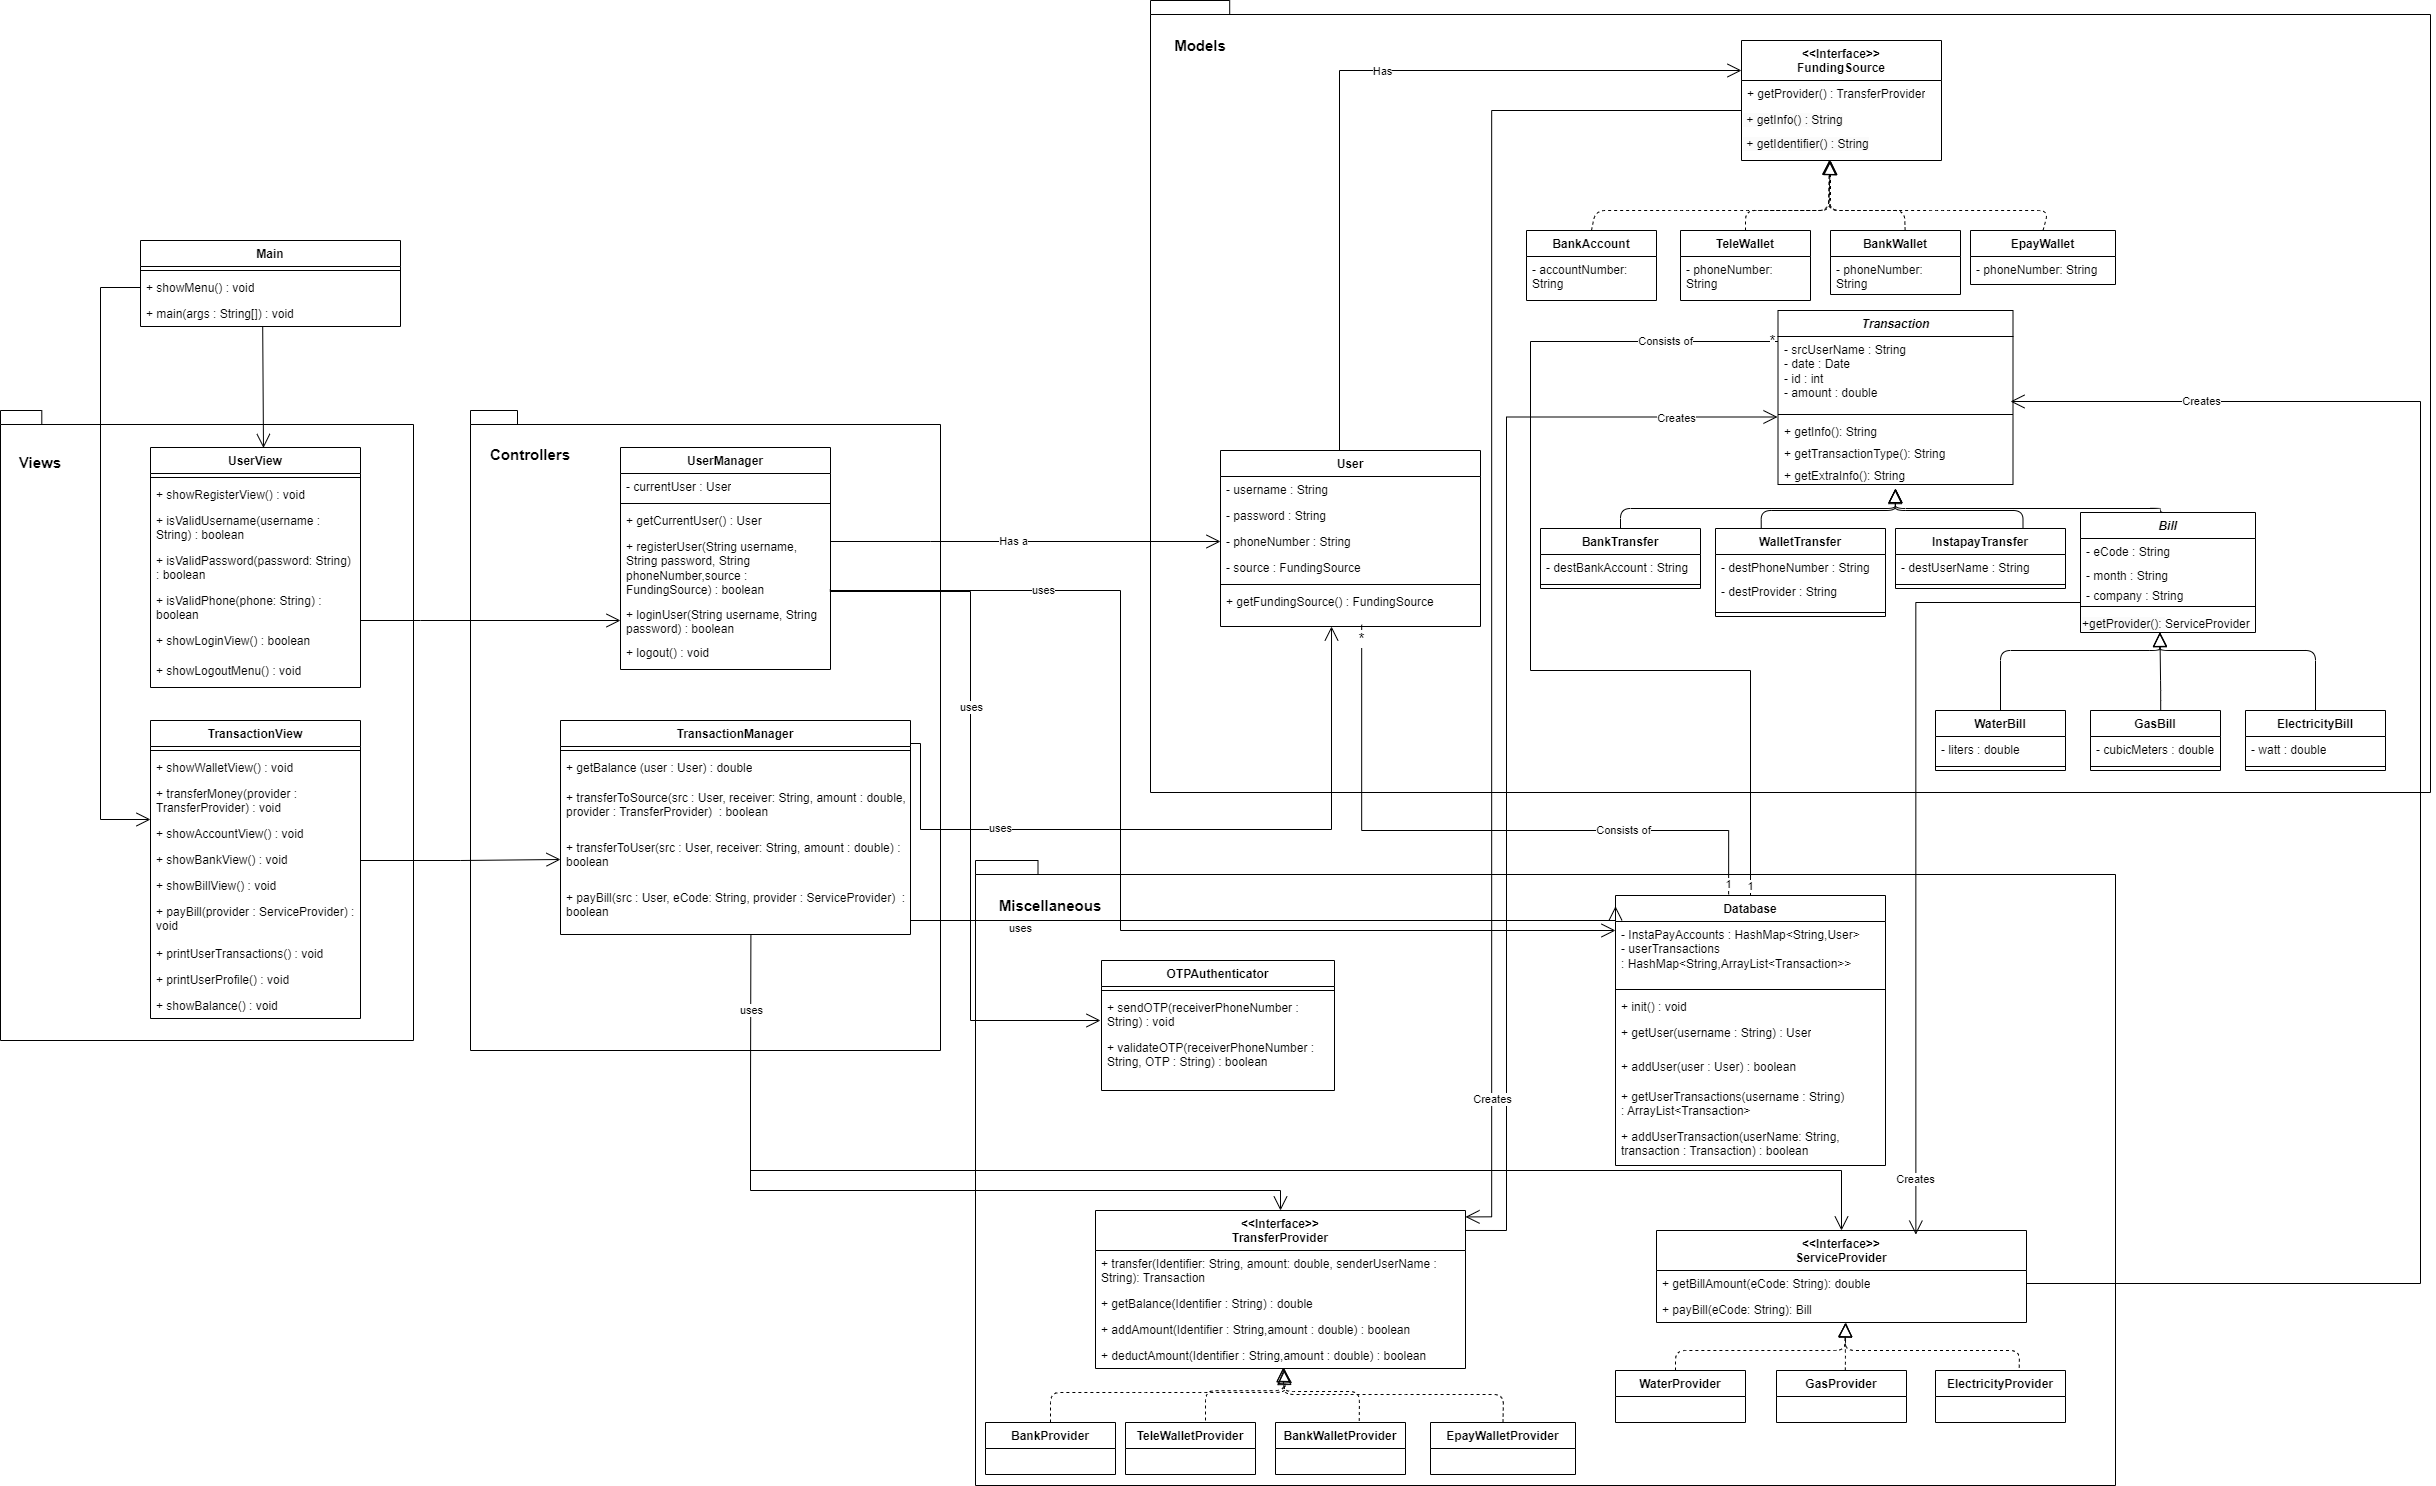 Models
<<Interface>>
FundingSource
+ getProvider() : TransferProvider
+ getInfo() : String
+ getIdentifier() : String
Has
BankAccount
- accountNumber:
String
TeleWallet
- phoneNumber:
String
BankWallet
- phoneNumber:
String
EpayWallet
- phoneNumber: String
Main
+ showMenu() : void
+ main(args : String[]) : void
Transaction
- srcUserName : String
- date : Date
- id : int
- amount : double
+ getInfo(): String
+ getTransactionType(): String
+ getExtraInfo(): String
Consists of
*
Creates
Creates
BankTransfer
- destBankAccount : String
WalletTransfer
- destPhoneNumber : String
- destProvider : String
InstapayTransfer
- destUserName : String
Bill
- eCode : String
- month : String
- company : String
+getProvider(): ServiceProvider
WaterBill
- liters : double
GasBill
- cubicMeters : double
ElectricityBill
- watt : double
Views
UserView
+ showRegisterView() : void
+ isValidUsername(username :
String) : boolean
+ isValidPassword(password: String)
: boolean
+ isValidPhone(phone: String) :
boolean
+ showLoginView() : boolean
+ showLogoutMenu() : void
TransactionView
+ showWalletView() : void
+ transferMoney(provider :
TransferProvider) : void
+ showAccountView() : void
+ showBankView() : void
+ showBillView() : void
+ payBill(provider : ServiceProvider) :
void
+ printUserTransactions() : void
+ printUserProfile() : void
+ showBalance() : void
Controllers
UserManager
- currentUser : User
+ getCurrentUser() : User
+ registerUser(String username,
String password, String
phoneNumber,source :
FundingSource) : boolean
+ loginUser(String username, String
password) : boolean
+ logout() : void
Has a
uses
uses
TransactionManager
+ getBalance (user : User) : double
+ transferToSource(src : User, receiver: String, amount : double,
provider : TransferProvider) : boolean
+ transferToUser(src : User, receiver: String, amount : double) :
boolean
+ payBill(src : User, eCode: String, provider : ServiceProvider) :
boolean
uses
uses
uses
User
- username : String
- password : String
- phoneNumber : String
- source : FundingSource
+ getFundingSource() : FundingSource
*
Consists of
1
1
Miscellaneous
Database
- InstaPayAccounts : HashMap<String,User>
- userTransactions
: HashMap<String,ArrayList<Transaction>>
+ init() : void
+ getUser(username : String) : User
+ addUser(user : User) : boolean
+ getUserTransactions(username : String)
: ArrayList<Transaction>
+ addUserTransaction(userName: String,
transaction : Transaction) : boolean
OTPAuthenticator
+ sendOTP(receiverPhoneNumber :
String) : void
+ validateOTP(receiverPhoneNumber :
String, OTP : String) : boolean
Creates
Creates
<<Interface>>
TransferProvider
+ transfer(Identifier: String, amount: double, senderUserName :
String): Transaction
+ getBalance(Identifier : String) : double
+ addAmount(Identifier : String,amount : double) : boolean
+ deductAmount(Identifier : String,amount : double) : boolean
<<Interface>>
ServiceProvider
+ getBillAmount(eCode: String): double
+ payBill(eCode: String): Bill
WaterProvider
GasProvider
ElectricityProvider
BankProvider
TeleWalletProvider
BankWalletProvider
EpayWalletProvider